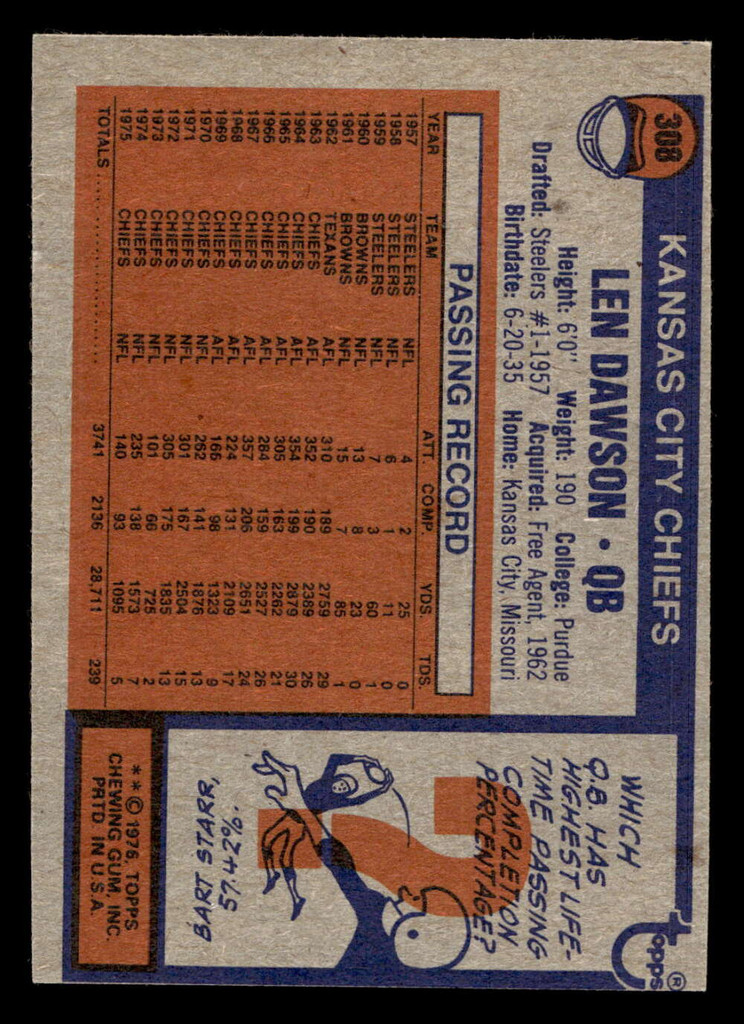 308
KANSAS CITY CHIEFS
LEN DAWSON • QB
Height: 6'0" Weight: 190 College: Purdue
Drafted: Steelers #1-1957 Acquired: Free Agent, 1962
Birthdate: 6-20-35 Home: Kansas City, Missouri
PASSING RECORD
YEAR TEAM ATT. COMP. YDS. TDS.
1957 STEELERS NFL 4 2 25 0
1958 STEELERS NFL 6 1 11 0
1959 STEELERS NFL 7 3 60 1
1960 BROWNS NFL 13 8 23 0
1961 BROWNS NFL 15 7 85 1
1962 TEXANS AFL 310 189 2759 29
1963 CHIEFS AFL 352 190 2389 26
1964 CHIEFS AFL 354 199 2879 30
1965 CHIEFS AFL 305 163 2262 21
1966 CHIEFS AFL 284 159 2527 26
1967 CHIEFS AFL 357 206 2651 24
1968 CHIEFS AFL 224 131 2109 17
1969 CHIEFS AFL 166 98 1323 9
1970 CHIEFS NFL 262 141 1876 13
1971 CHIEFS NFL 301 167 2504 15
1972 CHIEFS NFL 305 175 1835 13
1973 CHIEFS NFL 101 66 725 2
1974 CHIEFS NFL 235 138 1573 7
1975 CHIEFS NFL 140 93 1095 5
TOTALS ........................... 3741 2136 28,711 239
topps®
WHICH
Q.B. HAS
HIGHEST LIFE-
TIME PASSING
COMPLETION
PERCENTAGE?
?
BART STARR,
57.42%.
** © 1976, TOPPS
CHEWING GUM, INC.
PRTD. IN U.S.A.